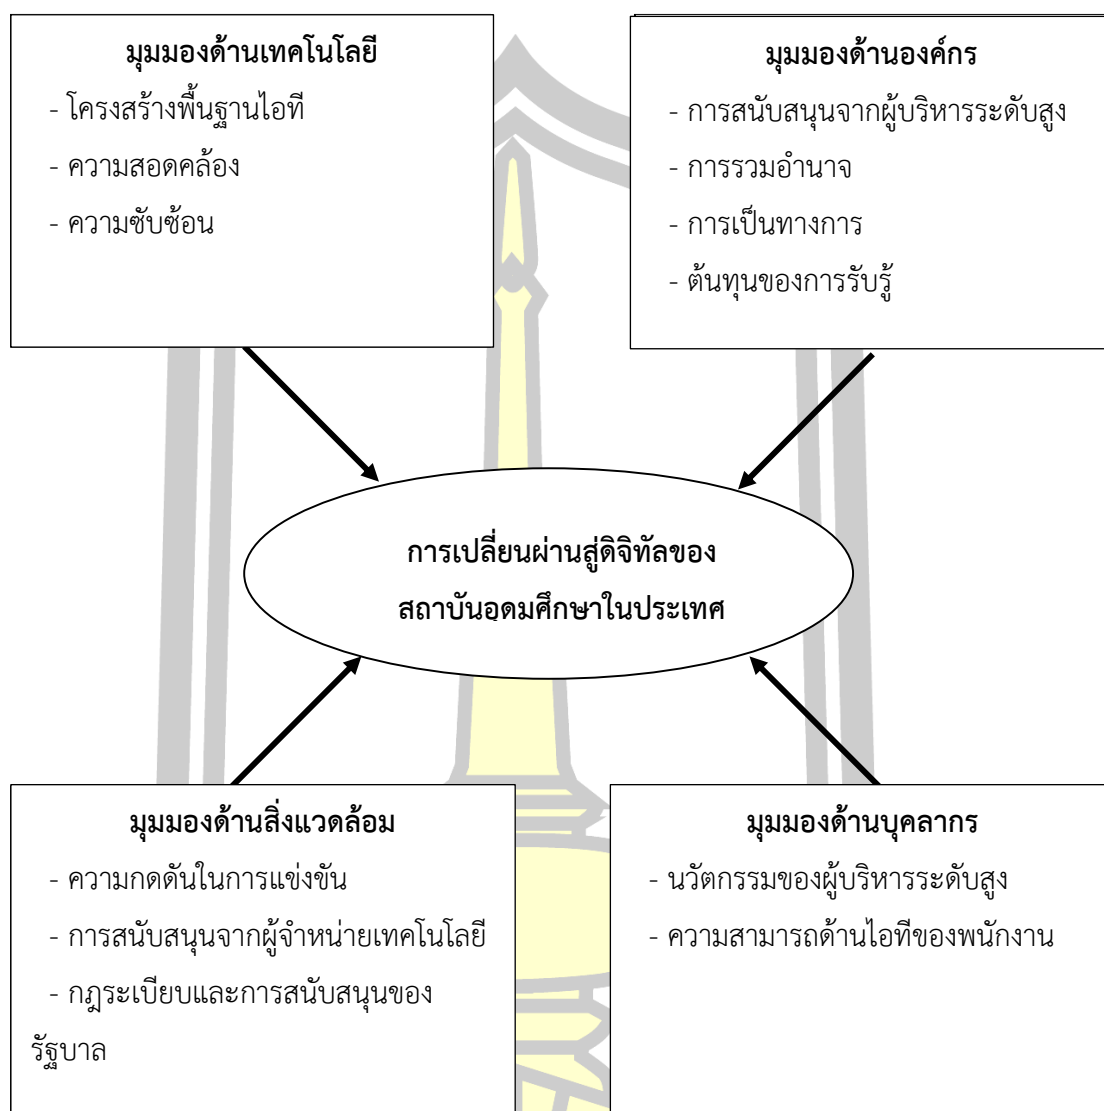 มุมมองด้านเทคโนโลยี
- โครงสร้างพื้นฐานไอที
- ความสอดคล้อง
- ความซับซ้อน
มุมมองด้านองค์กร
- การสนับสนุนจากผู้บริหารระดับสูง
- การรวมอำนาจ
- การเป็นทางการ
- ต้นทุนของการรับรู้
การเปลี่ยนผ่านสู่ดิจิทัลของ
สถาบันอุดมศึกษาในประเทศ
มุมมองด้านสิ่งแวดล้อม
- ความกดดันในการแข่งขัน
- การสนับสนุนจากผู้จำหน่ายเทคโนโลยี
- กฎระเบียบและการสนับสนุนของ
รัฐบาล
มุมมองด้านบุคลากร
- นวัตกรรมของผู้บริหารระดับสูง
- ความสามารถด้านไอทีของพนักงาน